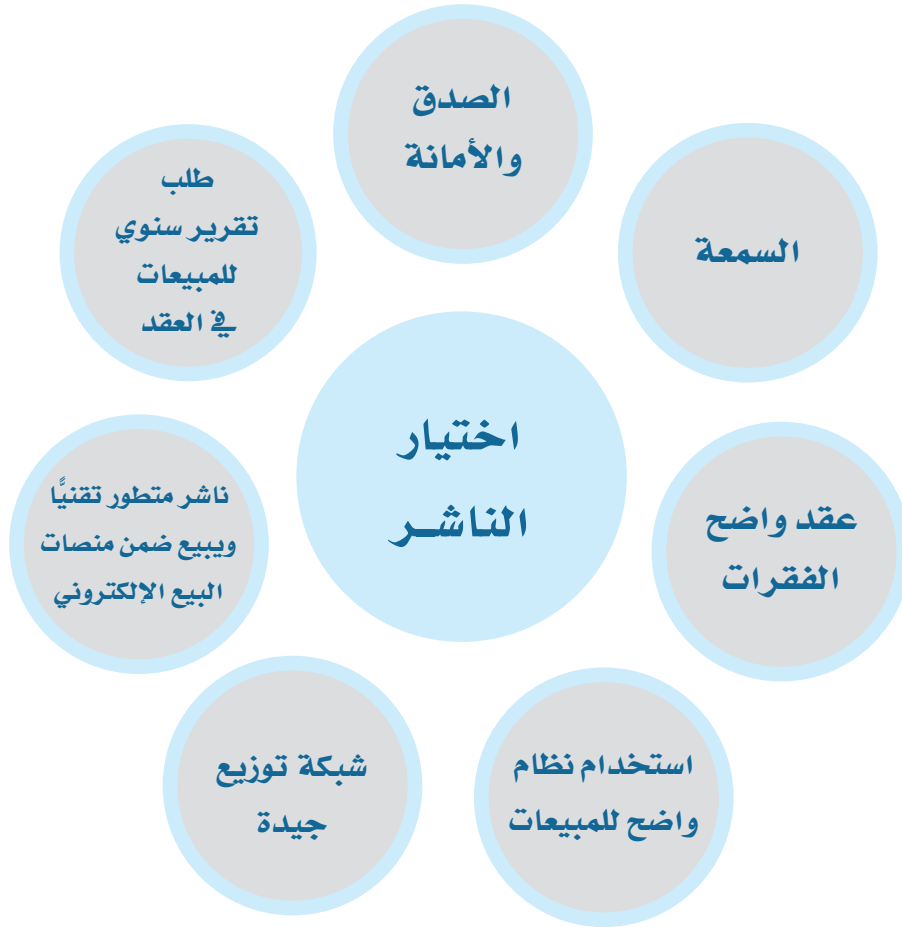 اختيار
الناشــر
الصدق
والأمانة
السمعة
عقد واضح
الفقرات
استخدام نظام
واضح للمبيعات
شبكة توزيع
جيدة
ناشر متطور تقنيًّا
ويبيع ضمن منصات
البيع الإلكتروني
طلب
تقرير سنوي
للمبيعات
في العقد